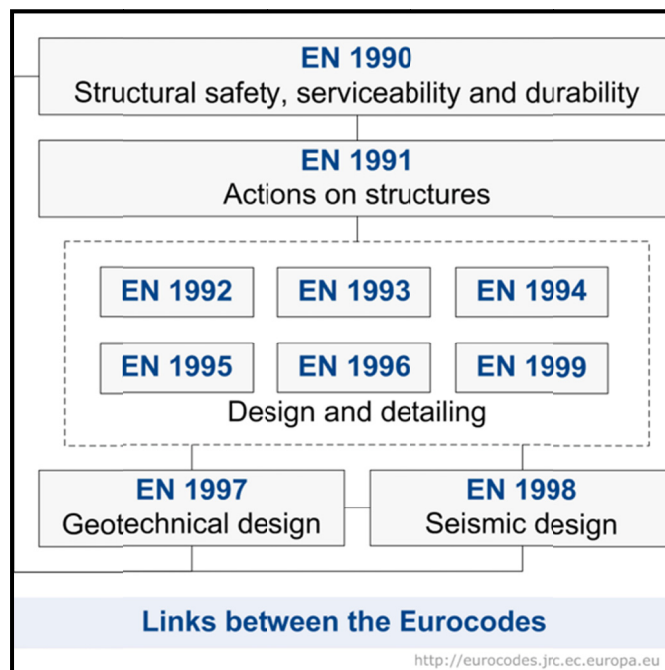 EN 1990
Structural safety, serviceability and durability
EN 1991
Actions on structures
EN 1992
EN 1993
EN 1994
EN 1995
EN 1996
EN 1999
Design and detailing
EN 1997
Geotechnical design
EN 1998
Seismic design
Links between the Eurocodes
http://eurocodes.jrc.ec.europa.eu